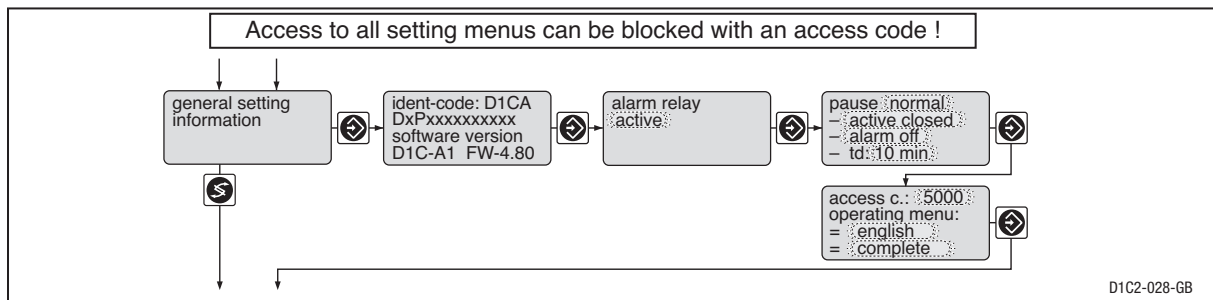 Access to all setting menus can be blocked with an access code !
general setting
information
ident-code: D1CA
DxPxxxxxxxxxx
software version
D1C-A1 FW-4.80
alarm relay
active
pause normal
– active closed
– alarm off
– td: 10 min
access c.: 5000
operating menu:
= english
= complete
D1C2-028-GB